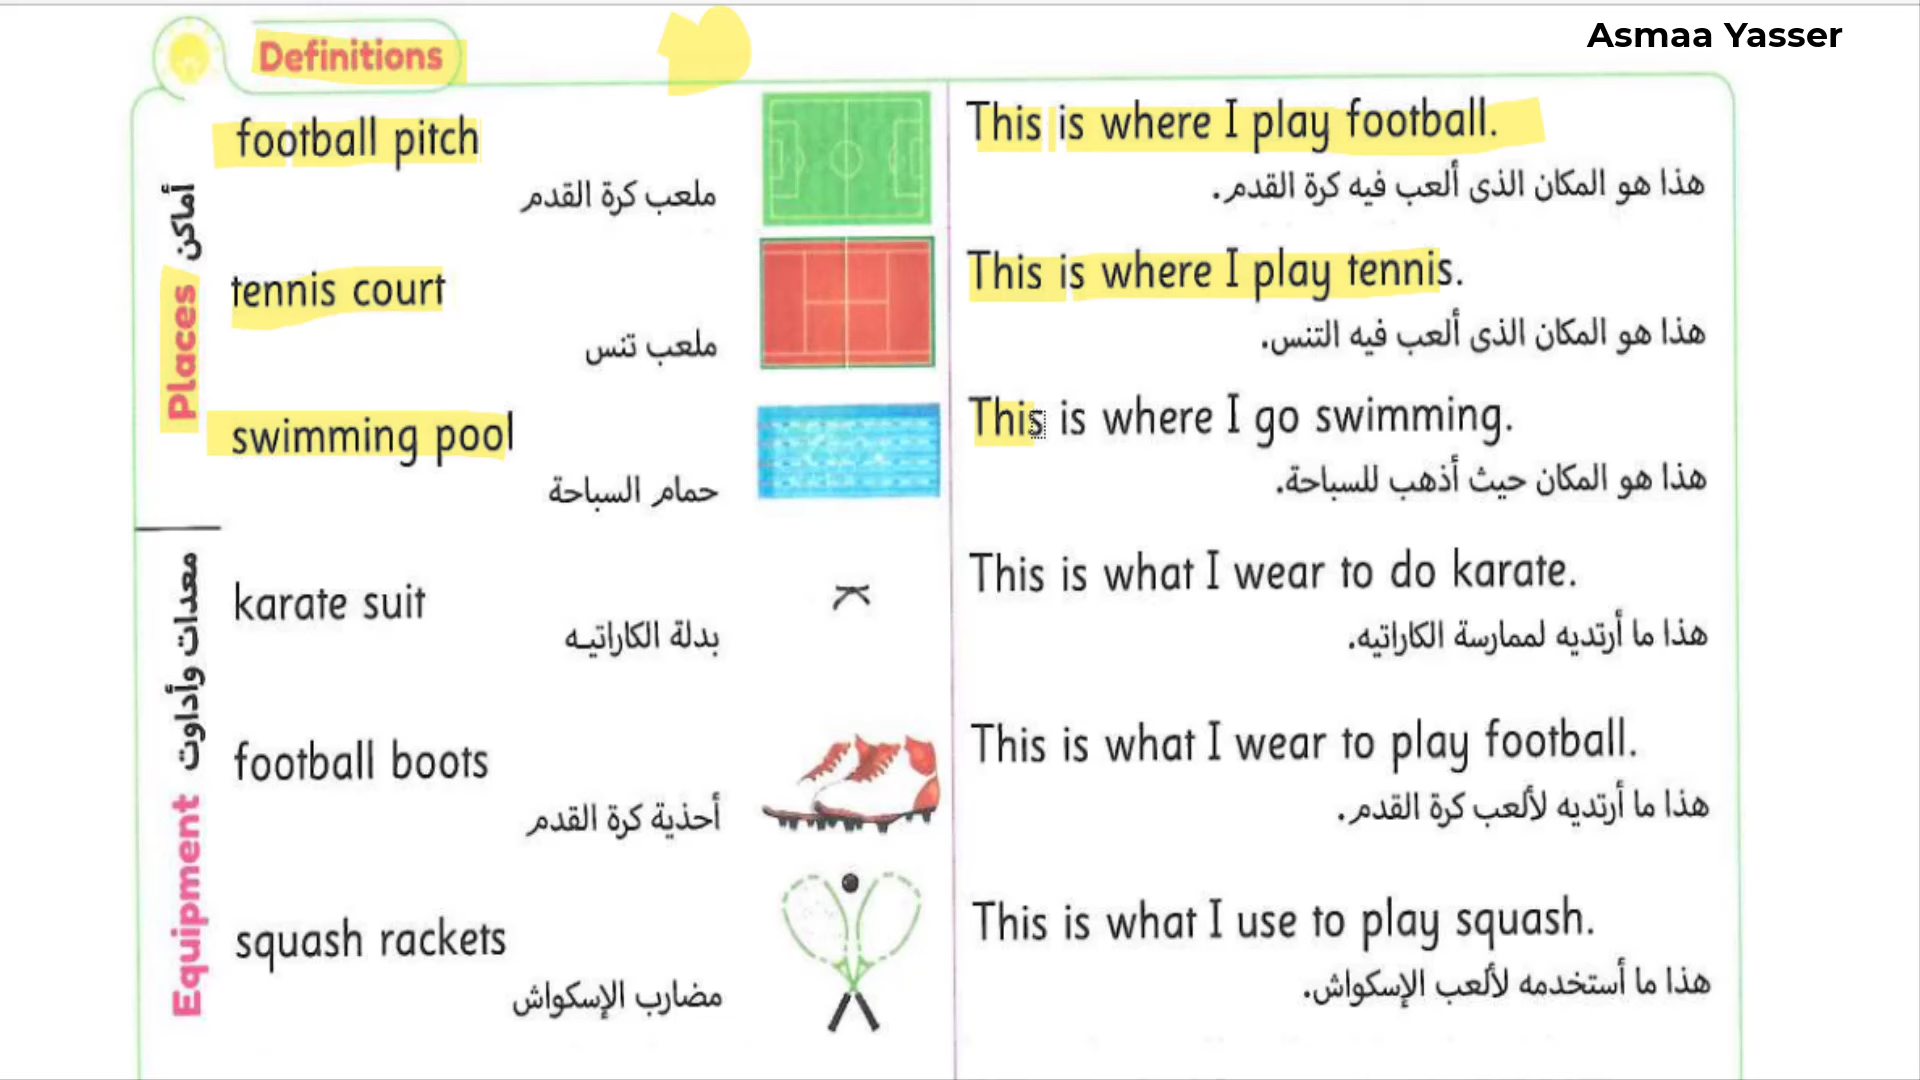 Asmaa Yasser
Definitions
Places أماكن
football pitch
ملعب كرة القدم
This is where I play football.
هذا هو المكان الذى ألعب فيه كرة القدم.
tennis court
ملعب تنس
This is where I play tennis.
هذا هو المكان الذى ألعب فيه التنس.
swimming pool
حمام السباحة
This is where I go swimming.
هذا هو المكان حيث أذهب للسباحة.
Equipment معدات وأداوت
karate suit
بدلة الكاراتيـه
This is what I wear to do karate.
هذا ما أرتديه لممارسة الكاراتيه.
football boots
أحذية كرة القدم
This is what I wear to play football.
هذا ما أرتديه لألعب كرة القدم.
squash rackets
مضارب الإسكواش
This is what I use to play squash.
هذا ما أستخدمه لألعب الإسكواش.